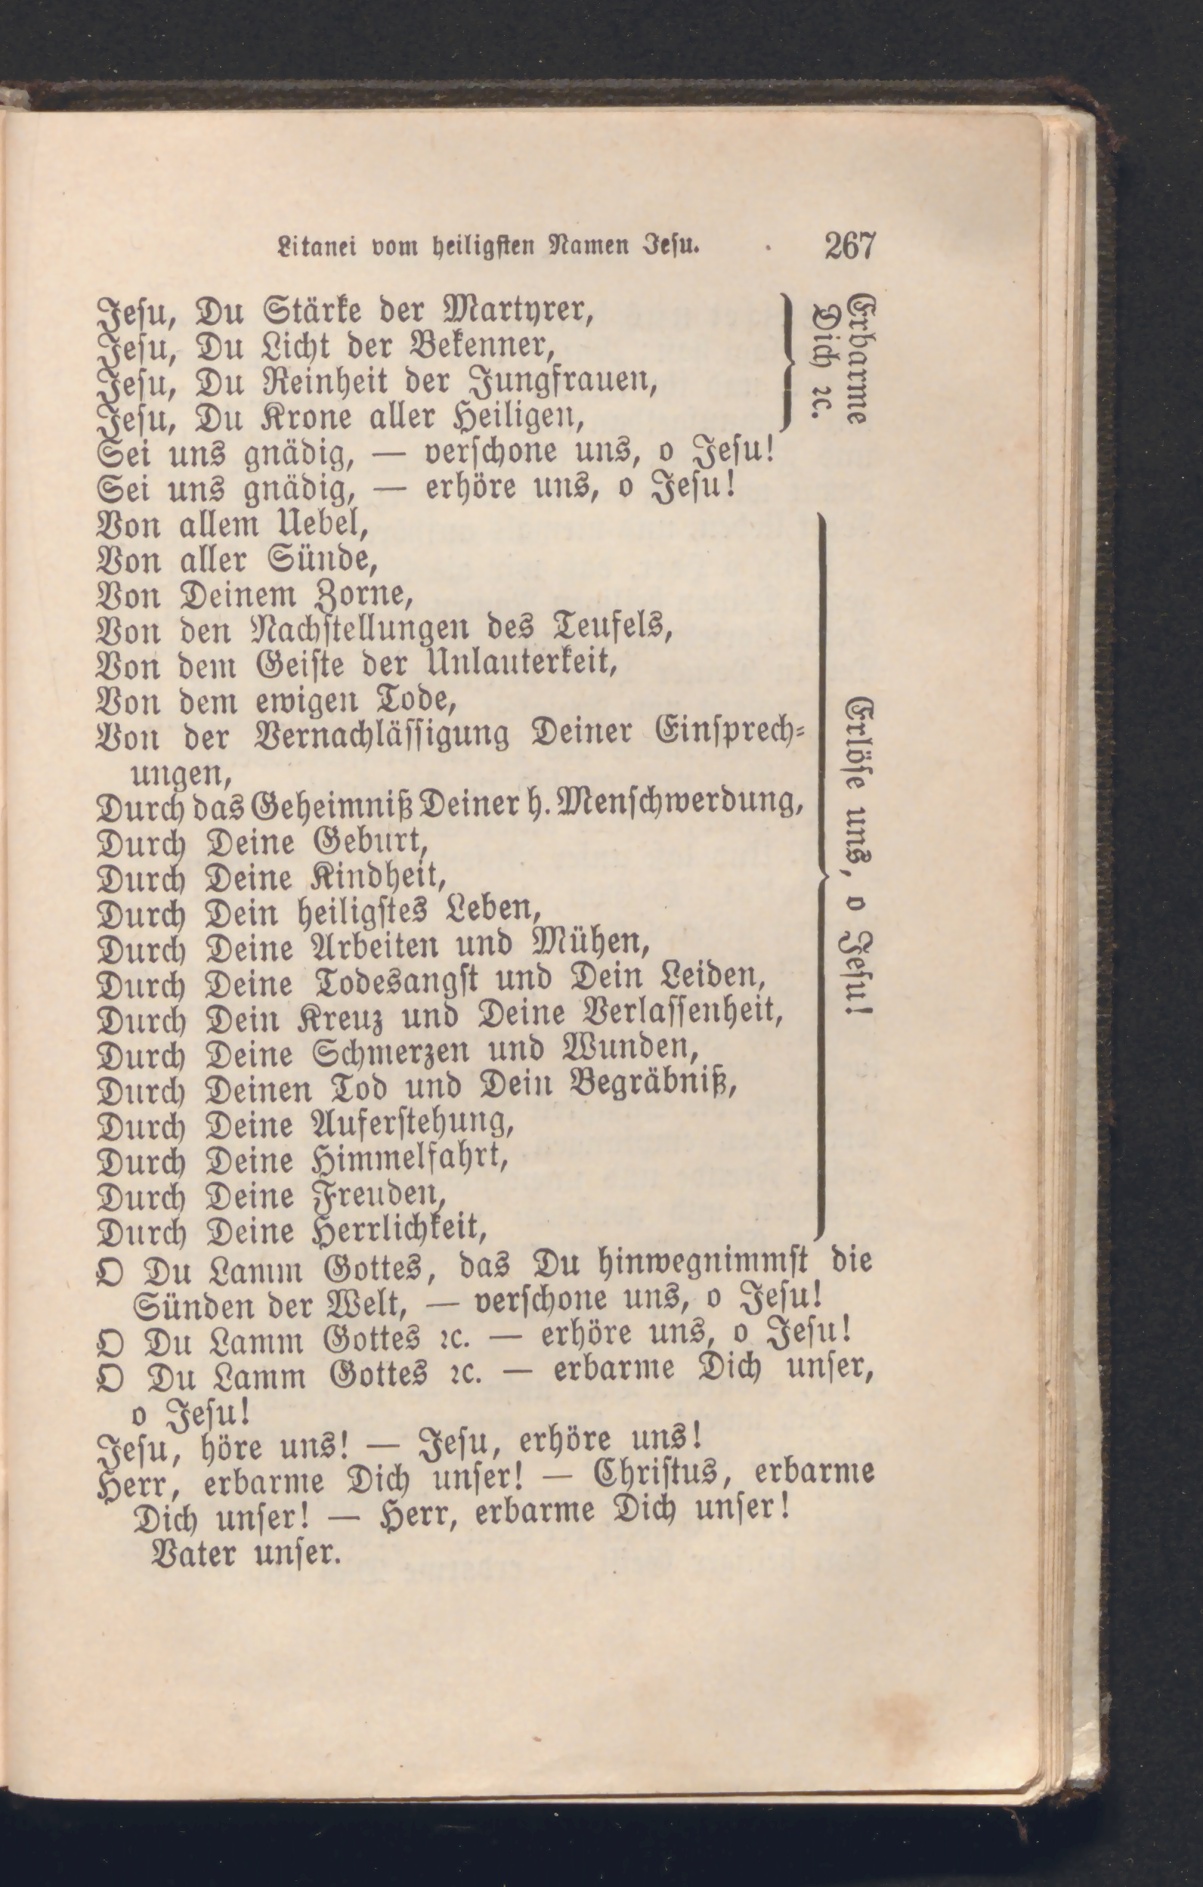 Litanei vom heiligsten Namen Jesu. 267
Jesu, Du Stärke der Martyrer,
Jesu, Du Licht der Bekenner,
Jesu, Du Reinheit der Jungfrauen,
Jesu, Du Krone aller Heiligen,
Erbarme
Dich ꝛc.
Sei uns gnädig, — verschone uns, o Jesu!
Sei uns gnädig, — erhöre uns, o Jesu!
Von allem Uebel,
Von aller Sünde,
Von Deinem Zorne,
Von den Nachstellungen des Teufels,
Von dem Geiste der Unlauterkeit,
Von dem ewigen Tode,
Von der Vernachlässigung Deiner Einsprech-
ungen,
Durch das Geheimniß Deiner h. Menschwerdung,
Durch Deine Geburt,
Durch Deine Kindheit,
Durch Dein heiligstes Leben,
Durch Deine Arbeiten und Mühen,
Durch Deine Todesangst und Dein Leiden,
Durch Dein Kreuz und Deine Verlassenheit,
Durch Deine Schmerzen und Wunden,
Durch Deinen Tod und Dein Begräbniß,
Durch Deine Auferstehung,
Durch Deine Himmelfahrt,
Durch Deine Freuden,
Durch Deine Herrlichkeit,
Erlöse uns, o Jesu!
O Du Lamm Gottes, das Du hinwegnimmst die
Sünden der Welt, — verschone uns, o Jesu!
O Du Lamm Gottes ꝛc. — erhöre uns, o Jesu!
O Du Lamm Gottes ꝛc. — erbarme Dich unser,
o Jesu!
Jesu, höre uns! — Jesu, erhöre uns!
Herr, erbarme Dich unser! — Christus, erbarme
Dich unser! — Herr, erbarme Dich unser!
Vater unser.